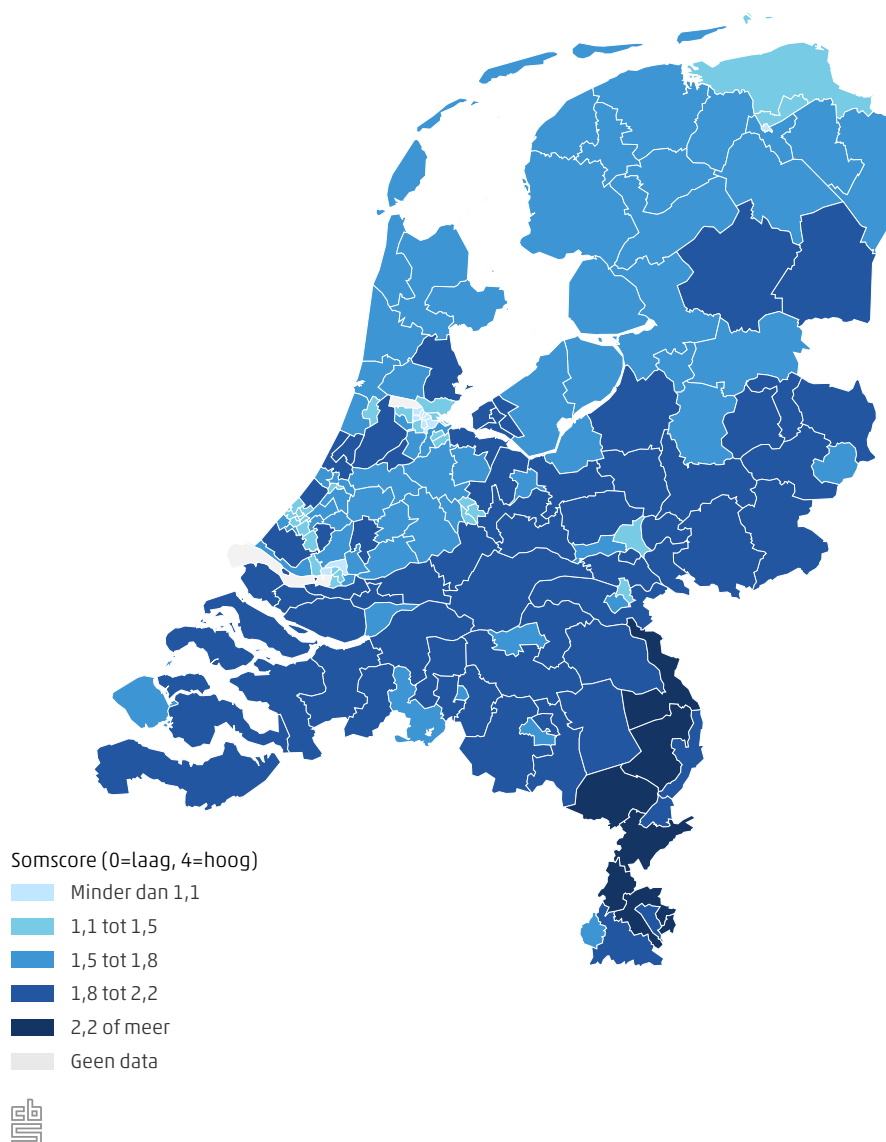 Somscore (0=laag, 4=hoog)
Minder dan 1,1
1,1 tot 1,5
1,5 tot 1,8
1,8 tot 2,2
2,2 of meer
Geen data
cbs